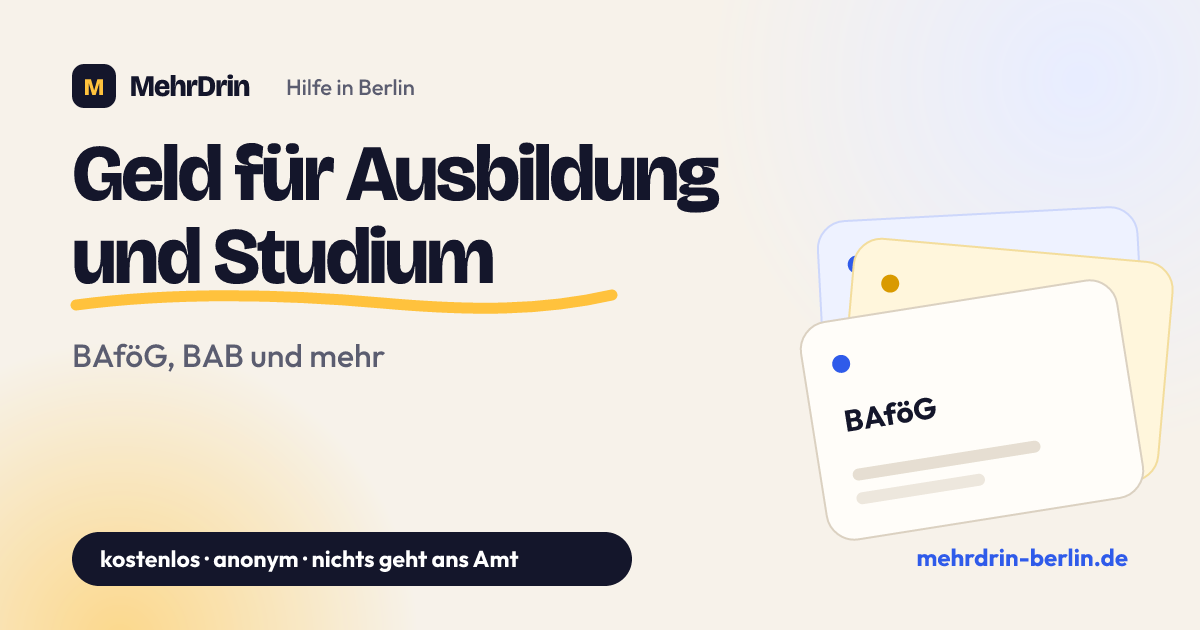 M MehrDrin Hilfe in Berlin
Geld für Ausbildung
und Studium
BAföG, BAB und mehr
BAföG
kostenlos · anonym · nichts geht ans Amt
mehrdrin-berlin.de